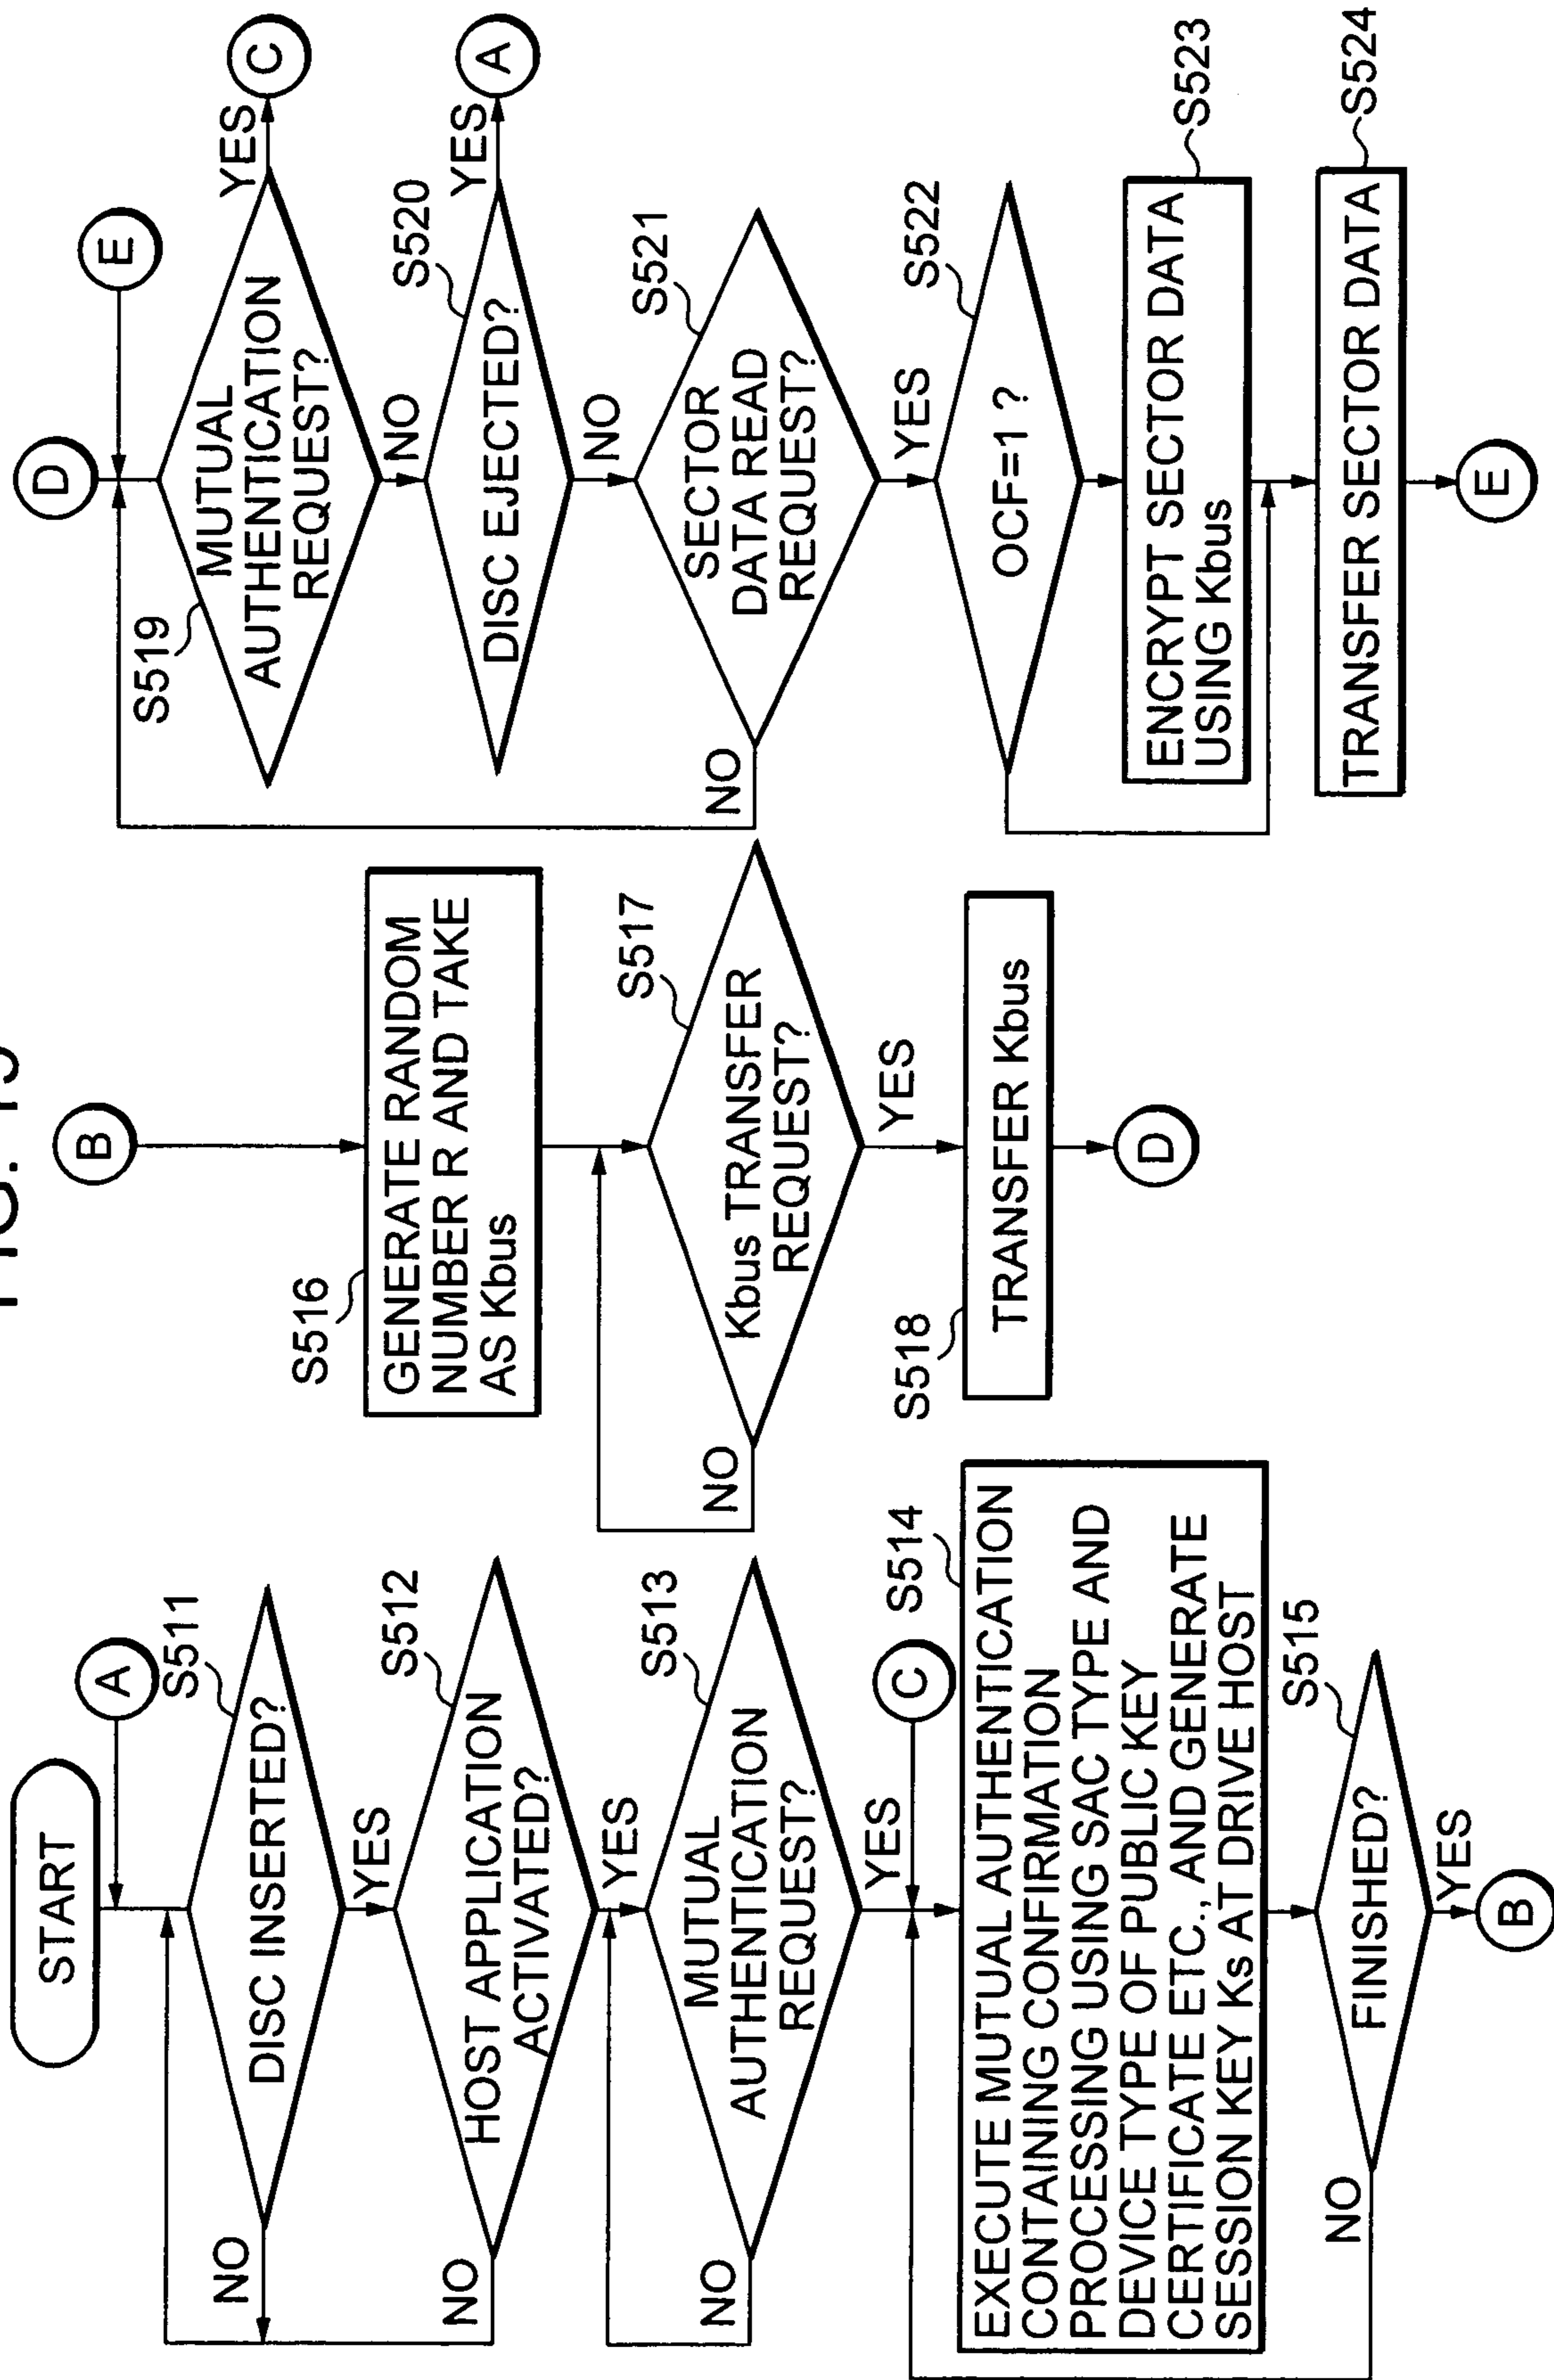 START
A
DISC INSERTED?
S511
NO
YES
HOST APPLICATION
ACTIVATED?
S512
NO
YES
MUTUAL
AUTHENTICATION
REQUEST?
S513
NO
YES
C
S514
EXECUTE MUTUAL AUTHENTICATION
CONTAINING CONFIRMATION
PROCESSING USING SAC TYPE AND
DEVICE TYPE OF PUBLIC KEY
CERTIFICATE ETC., AND GENERATE
SESSION KEY Ks AT DRIVE HOST
S515
FINISHED?
NO
YES
B
B
S516
GENERATE RANDOM
NUMBER R AND TAKE
AS Kbus
S517
Kbus TRANSFER
REQUEST?
NO
YES
S518
TRANSFER Kbus
D
D
E
S519
MUTUAL
AUTHENTICATION
REQUEST?
YES
C
NO
S520
DISC EJECTED?
YES
A
NO
S521
SECTOR
DATA READ
REQUEST?
NO
YES
S522
OCF=1 ?
ENCRYPT SECTOR DATA
USING Kbus
S523
TRANSFER SECTOR DATA
S524
E